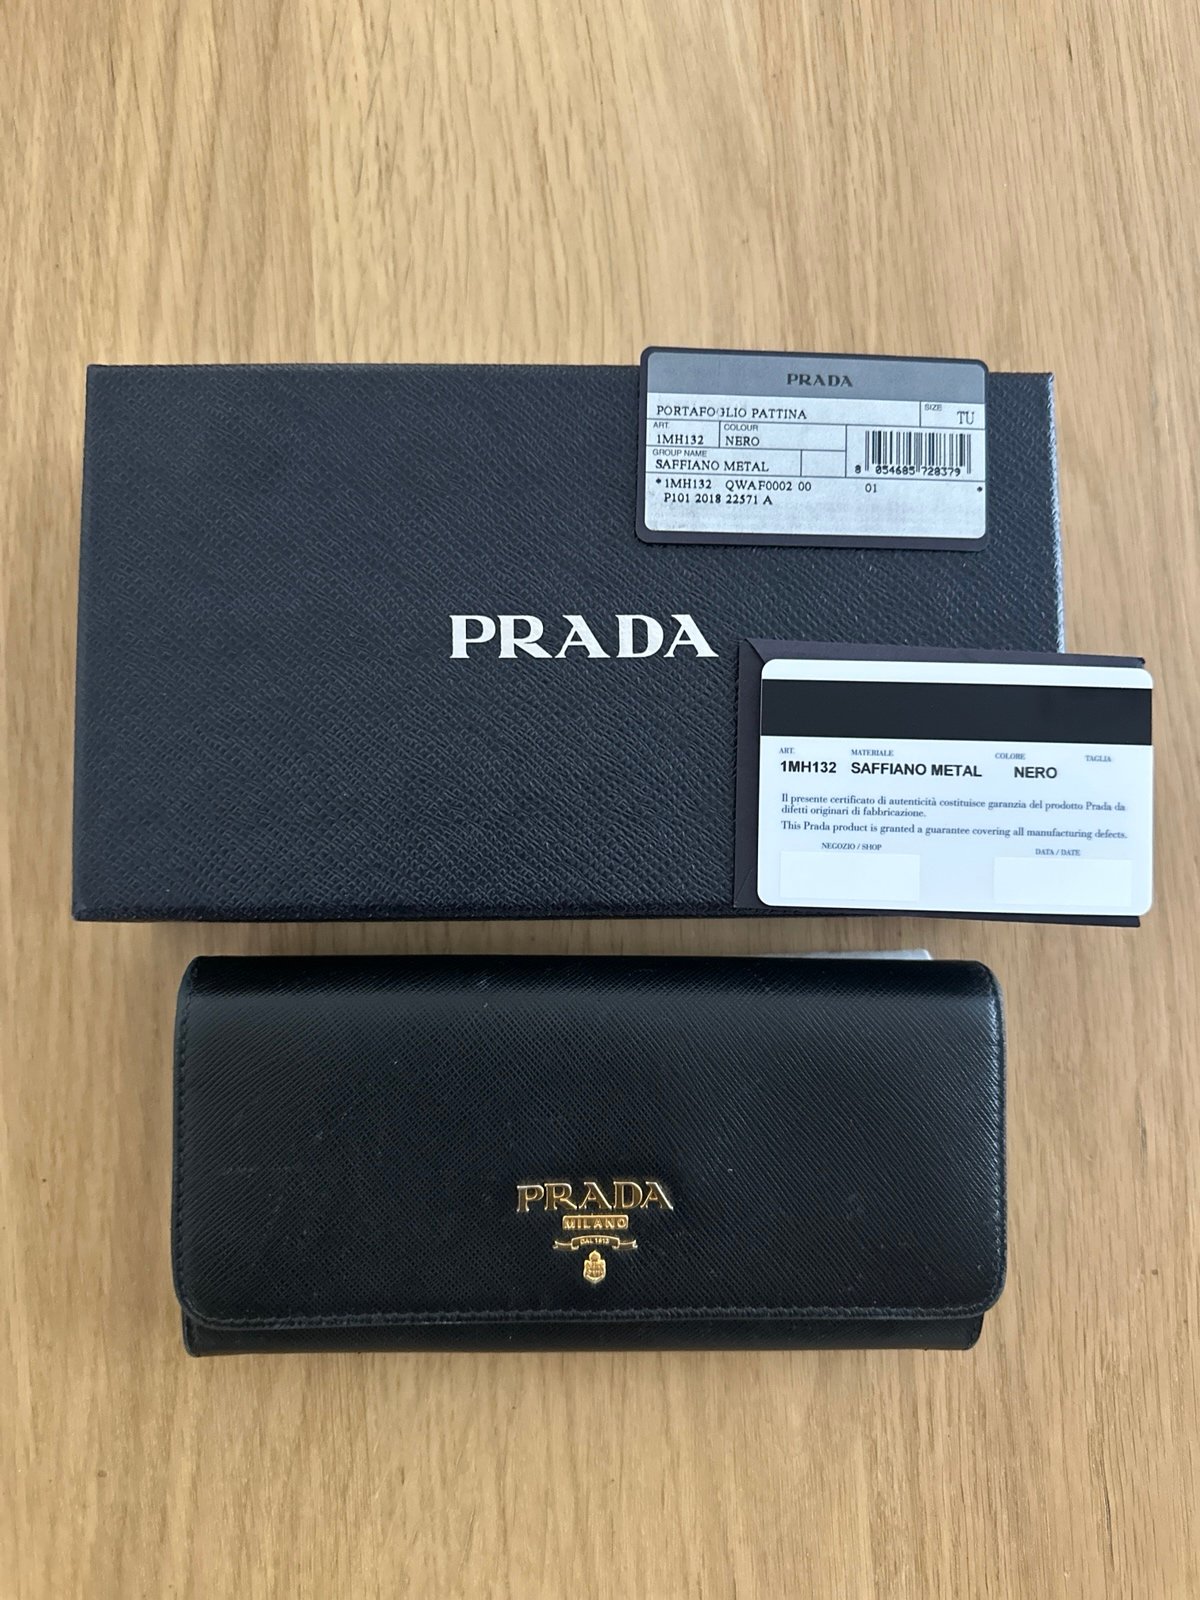 PRADA
PORTAFOGLIO PATTINA
SIZE
TU
ART.
1MH132
COLOUR
NERO
GROUP NAME
SAFFIANO METAL
8 054685 728379
* 1MH132 QWAF0002 00 01 *
P101 2018 22571 A
PRADA
ART. MATERIALE COLORE TAGLIA
1MH132 SAFFIANO METAL NERO
Il presente certificato di autenticità costituisce garanzia del prodotto Prada da
difetti originari di fabbricazione.
This Prada product is granted a guarantee covering all manufacturing defects.
NEGOZIO / SHOP DATA / DATE
PRADA
MILANO
DAL 1913